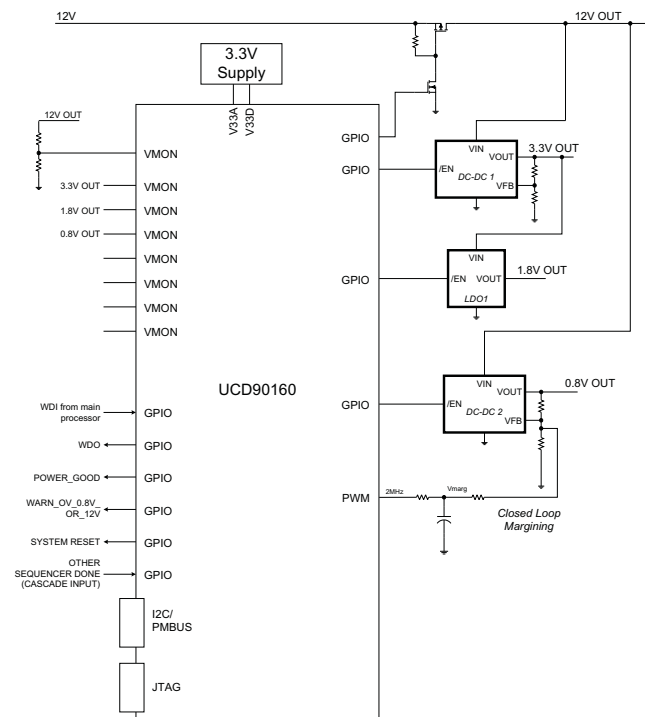 12V
12V OUT
3.3V
Supply
V33A
V33D
12V OUT
GPIO
VMON
GPIO
/EN
VIN
VOUT
DC-DC 1
VFB
3.3V OUT
3.3V OUT
VMON
1.8V OUT
VMON
0.8V OUT
VMON
VMON
VMON
VMON
VMON
GPIO
/EN
VIN
VOUT
LDO1
1.8V OUT
UCD90160
GPIO
/EN
VIN
VOUT
DC-DC 2
VFB
0.8V OUT
WDI from main
processor
GPIO
WDO
GPIO
POWER_GOOD
GPIO
WARN_OV_0.8V_
OR_12V
GPIO
SYSTEM RESET
GPIO
OTHER
SEQUENCER DONE
(CASCADE INPUT)
GPIO
PWM
2MHz
Vmarg
Closed Loop
Margining
I2C/
PMBUS
JTAG